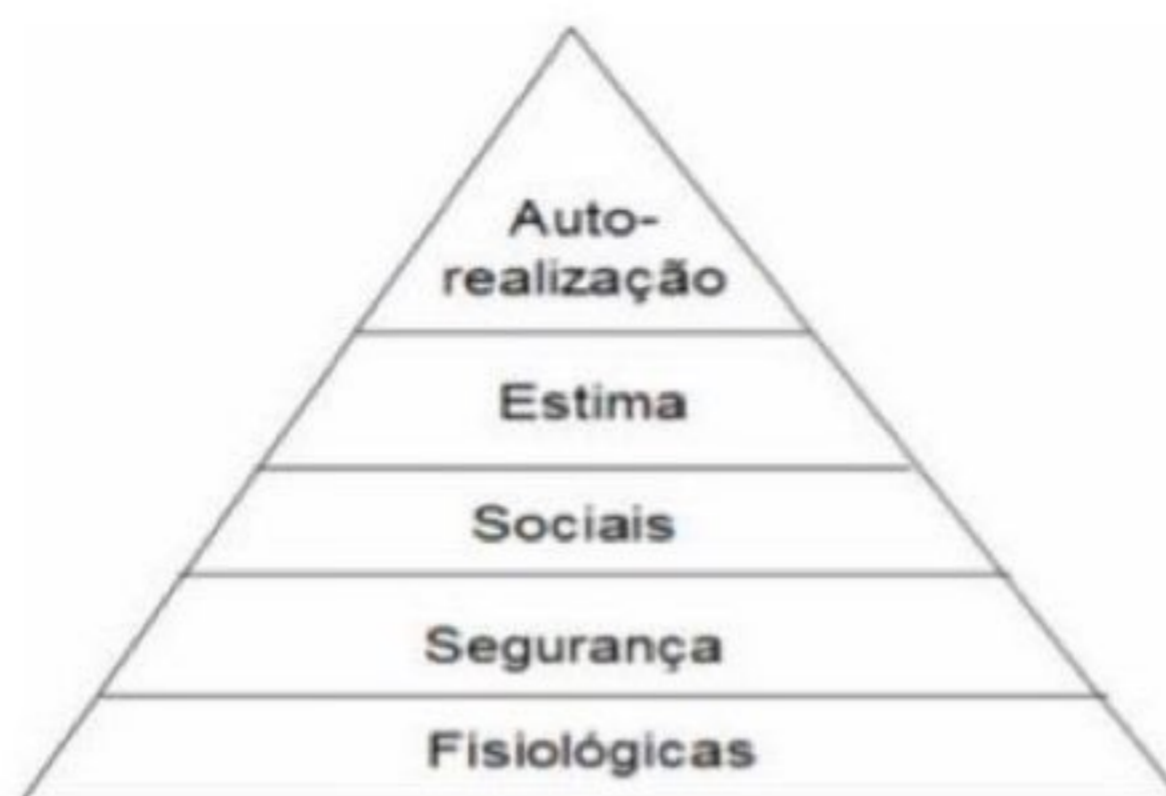 Auto-
realização
Estima
Sociais
Segurança
Fisiológicas